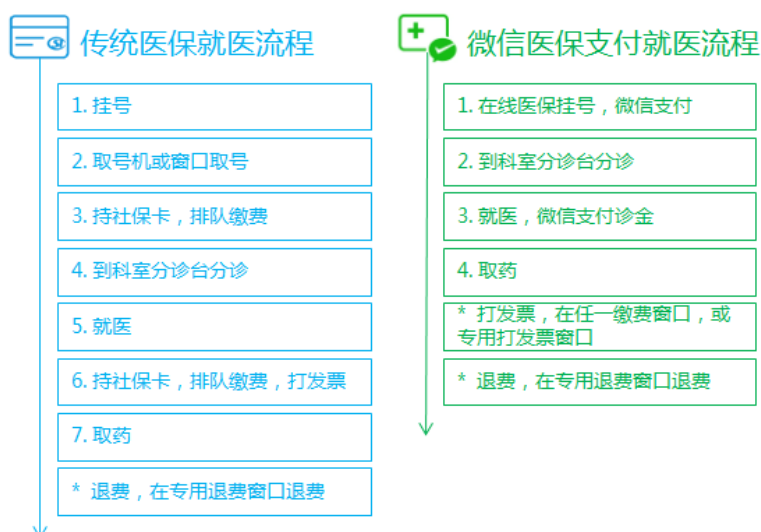 传统医保就医流程
1. 挂号
2. 取号机或窗口取号
3. 持社保卡，排队缴费
4. 到科室分诊台分诊
5. 就医
6. 持社保卡，排队缴费，打发票
7. 取药
* 退费，在专用退费窗口退费
微信医保支付就医流程
1. 在线医保挂号，微信支付
2. 到科室分诊台分诊
3. 就医，微信支付诊金
4. 取药
* 打发票，在任一缴费窗口，或
专用打发票窗口
* 退费，在专用退费窗口退费